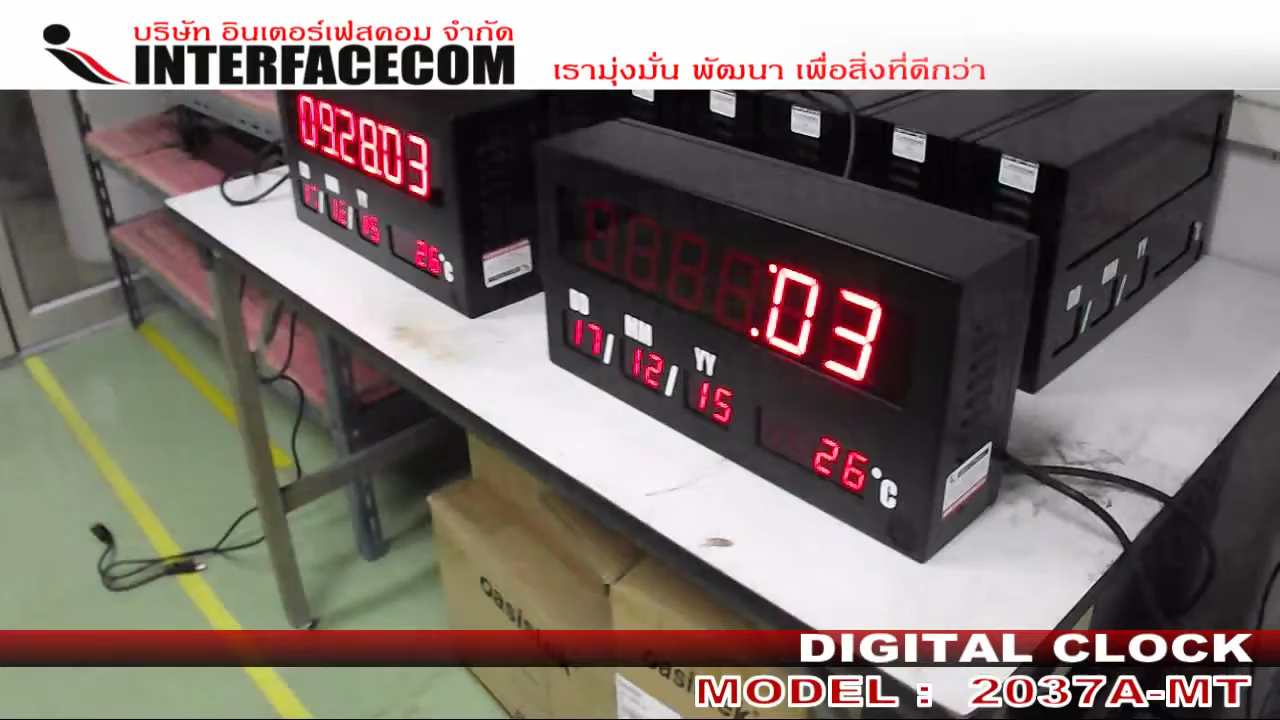 บริษัท อินเตอร์เฟสคอม จำกัด
INTERFACECOM
เรามุ่งมั่น พัฒนา เพื่อสิ่งที่ดีกว่า
092803
17/ 12/ 15
26°C
:03
DD MM YY
17/ 12/ 15
26°C
DIGITAL CLOCK
MODEL : 2037A-MT